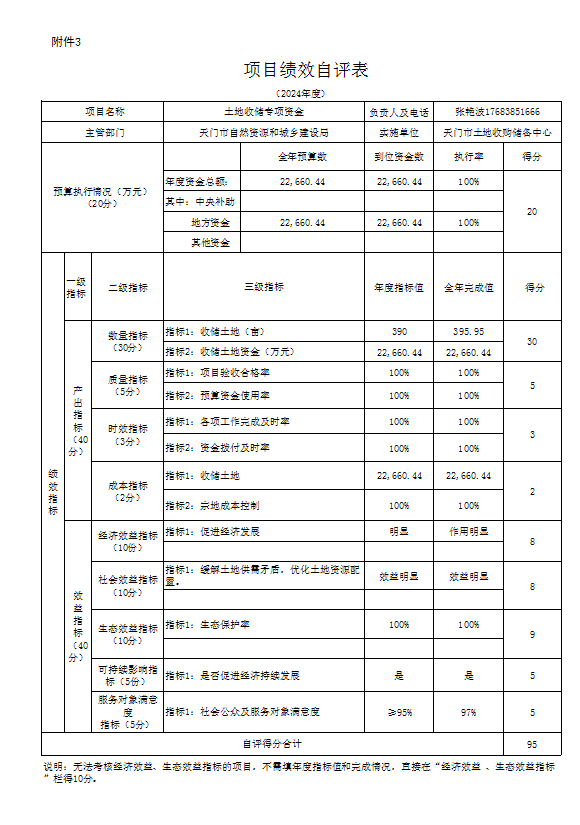 附件3
项目绩效自评表
（2024年度）
项目名称 土地收储专项资金 负责人及电话 张艳波17683851666
主管部门 天门市自然资源和城乡建设局 实施单位 天门市土地收购储备中心
预算执行情况（万元）
（20分）
全年预算数 到位资金数 执行率 得分
年度资金总额： 22,660.44 22,660.44 100% 20
其中：中央补助
地方资金 22,660.44 22,660.44 100%
其他资金
绩效指标
一级指标 二级指标 三级指标 年度指标值 全年完成值 得分
产出指标（40分）
数量指标（30分） 指标1：收储土地（亩） 390 395.95 30
指标2：收储土地资金（万元） 22,660.44 22,660.44
质量指标（5分） 指标1：项目验收合格率 100% 100% 5
指标2：预算资金使用率 100% 100%
时效指标（3分） 指标1：各项工作完成及时率 100% 100% 3
指标2：资金拨付及时率 100% 100%
成本指标（2分） 指标1：收储土地 22,660.44 22,660.44 2
指标2：宗地成本控制 100% 100%
效益指标（40分）
经济效益指标（10份） 指标1：促进经济发展 明显 作用明显 8
社会效益指标（10分） 指标1：缓解土地供需矛盾，优化土地资源配置。 效益明显 效益明显 8
生态效益指标（10分） 指标1：生态保护率 100% 100% 9
可持续影响指标（5份） 指标1：是否促进经济持续发展 是 是 5
服务对象满意度指标（5分） 指标1：社会公众及服务对象满意度 ≥95% 97% 5
自评得分合计 95
说明：无法考核经济效益、生态效益指标的项目，不需填年度指标值和完成情况，直接在“经济效益 、生态效益指标
”栏得10分。